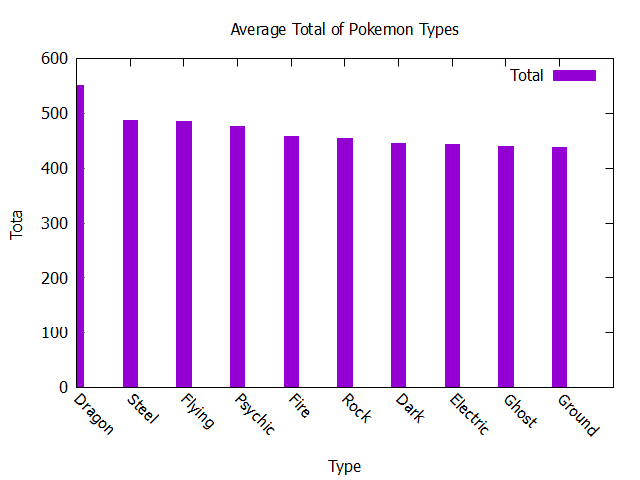 Average Total of Pokemon Types
Total
600
500
400
300
200
100
0
Tota
Dragon
Steel
Flying
Psychic
Fire
Rock
Dark
Electric
Ghost
Ground
Type